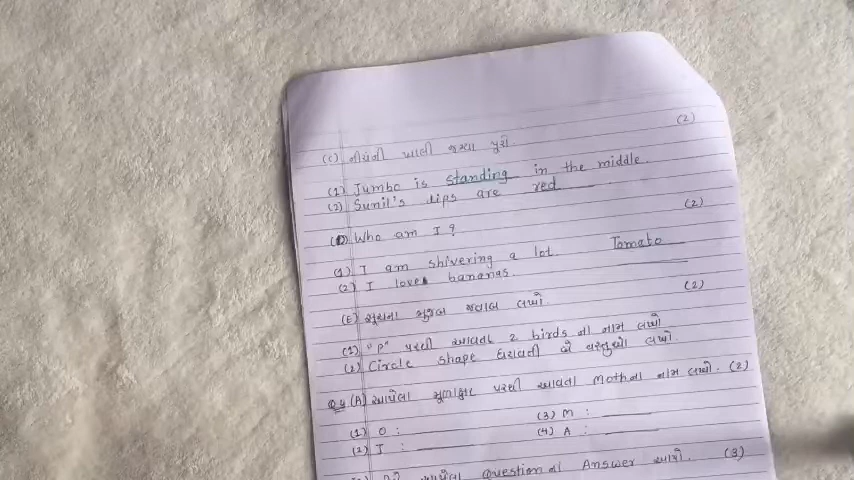 (C) નીચેની ખાલી જગ્યા પૂરો. (2)
(1) Jumbo is standing in the middle.
(2) Sunil's lips are red
(D) Who am I? (2)
(1) I am shivering a lot. Tomato
(2) I love bananas.
(E) સૂચના મુજબ જવાબ લખો. (2)
(1) "P" પરથી આવતા 2 birds ના નામ લખો
(2) Circle shape ધરાવતી બે વસ્તુઓ લખો.
Q.4 (A) આપેલા મૂળાક્ષર પરથી આવતા Mothના નામ લખો. (2)
(1) O : (3) M :
(2) J : (4) A :
આપેલા Question ના Answer આપો. (3)